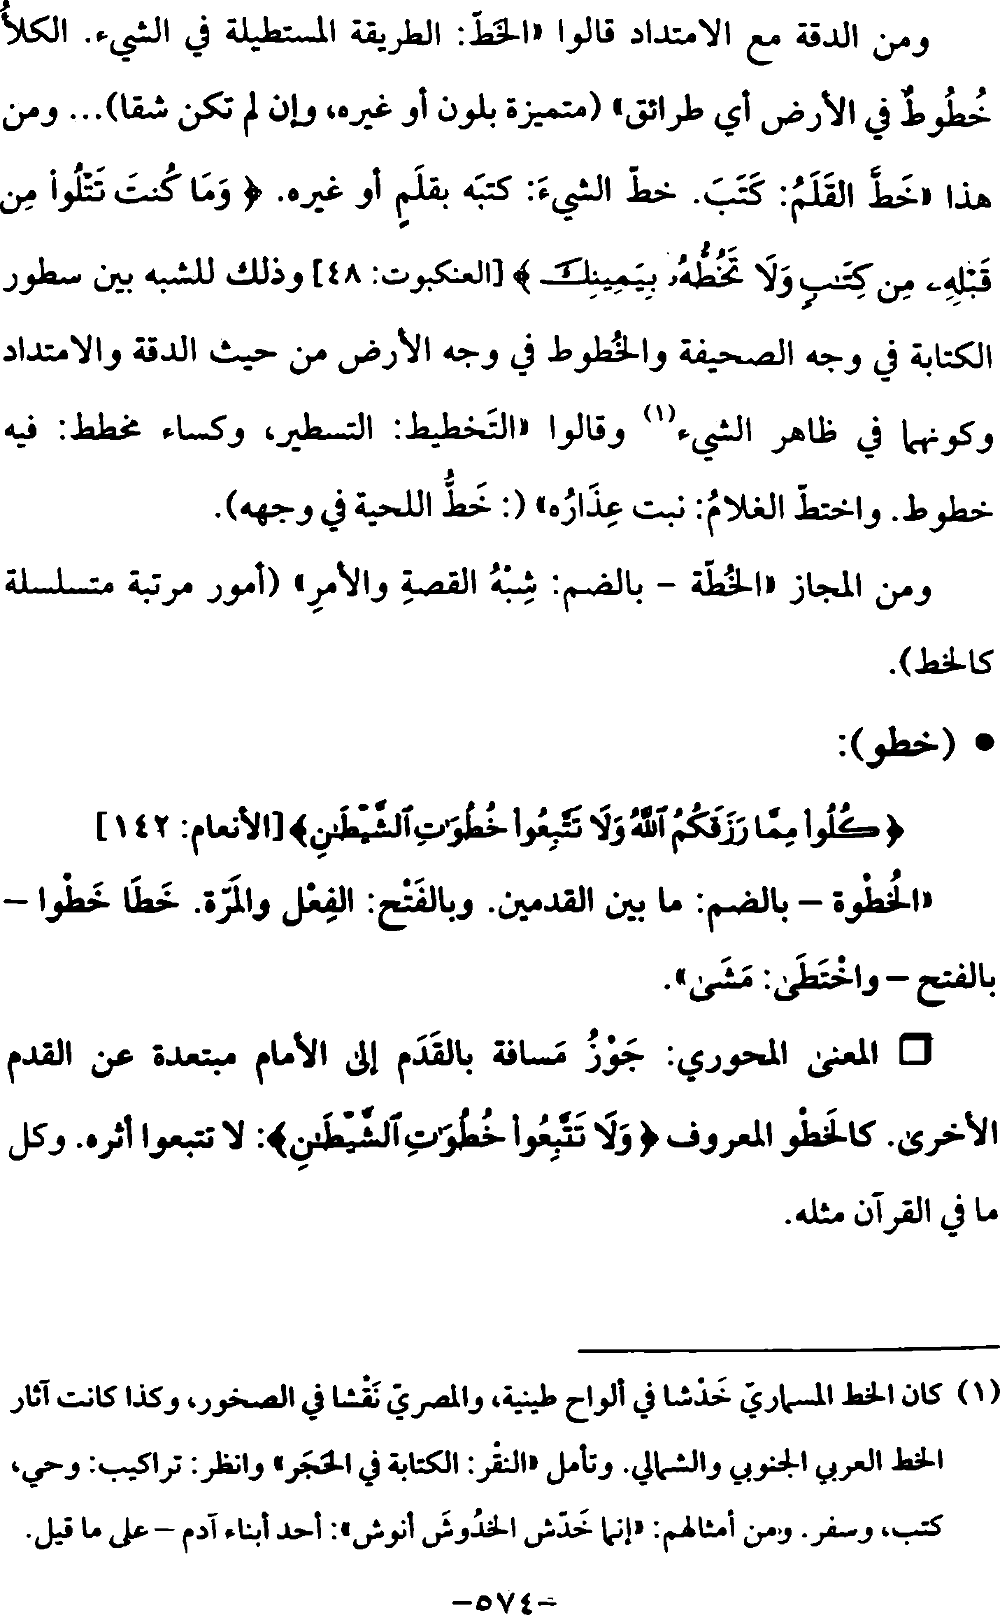 ومن الدقة مع الامتداد قالوا «الخَطّ: الطريقة المستطيلة في الشيء. الكلأُ
خُطُوطٌ في الأرض أي طرائق» (متميزة بلون أو غيره، وإن لم تكن شقا)... ومن
هذا «خَطَّ القَلَمُ: كَتَبَ. خطّ الشيءَ: كتبَه بقلَمٍ أو غيره. ﴿ وَمَا كُنتَ تَتْلُواْ مِن
قَبْلِهِۦ مِن كِتَٰبٍ وَلَا تَخُطُّهُۥ بِيَمِينِكَ ﴾ [العنكبوت: ٤٨] وذلك للشبه بين سطور
الكتابة في وجه الصحيفة والخُطوط في وجه الأرض من حيث الدقة والامتداد
وكونهما في ظاهر الشيء(١) وقالوا «التَخطيط: التسطير، وكساء مخطط: فيه
خطوط. واختطّ الغلامُ: نبت عِذَارُه» (: خَطُّ اللحية في وجهه).
ومن المجاز «الخُطّة – بالضم: شِبْهُ القصةِ والأمرِ» (أمور مرتبة متسلسلة
كالخط).
• (خطو):
﴿ كُلُواْ مِمَّا رَزَقَكُمُ ٱللَّهُ وَلَا تَتَّبِعُواْ خُطُوَٰتِ ٱلشَّيْطَٰنِ﴾ [الأنعام: ١٤٢]
«الخُطْوة – بالضم: ما بين القدمين. وبالفَتْح: الفِعْل والمَرّة. خَطَا خَطْوا –
بالفتح – واخْتَطَىٰ: مَشَىٰ».
□ المعنىٰ المحوري: جَوْزُ مَسافة بالقَدَم إلىٰ الأمام مبتعدة عن القدم
الأخرىٰ. كالخَطْو المعروف ﴿ وَلَا تَتَّبِعُواْ خُطُوَٰتِ ٱلشَّيْطَٰنِ﴾: لا تتبعوا أثره. وكل
ما في القرآن مثله.
(١) كان الخط المسماريّ خَدْشا في ألواح طينية، والمصريّ نَقْشا في الصخور، وكذا كانت آثار
الخط العربي الجنوبي والشمالي. وتأمل «النقْر: الكتابة في الحَجَر» وانظر: تراكيب: وحي،
كتب، وسفر. ومن أمثالهم: «إنما خَدّش الخدُوشَ أنوش»: أحد أبناء آدم – على ما قيل.
-٥٧٤-